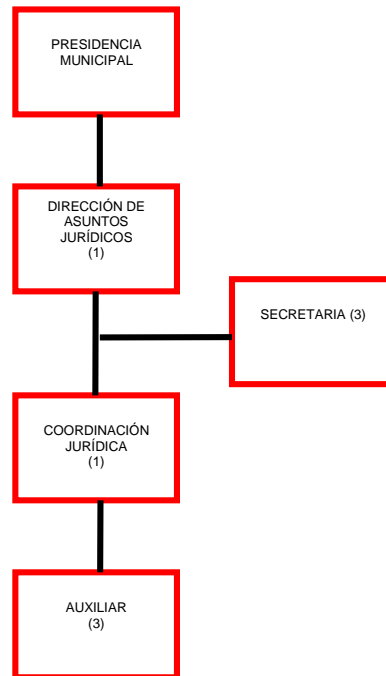 PRESIDENCIA
MUNICIPAL
DIRECCIÓN DE
ASUNTOS
JURÍDICOS
(1)
SECRETARIA (3)
COORDINACIÓN
JURÍDICA
(1)
AUXILIAR
(3)